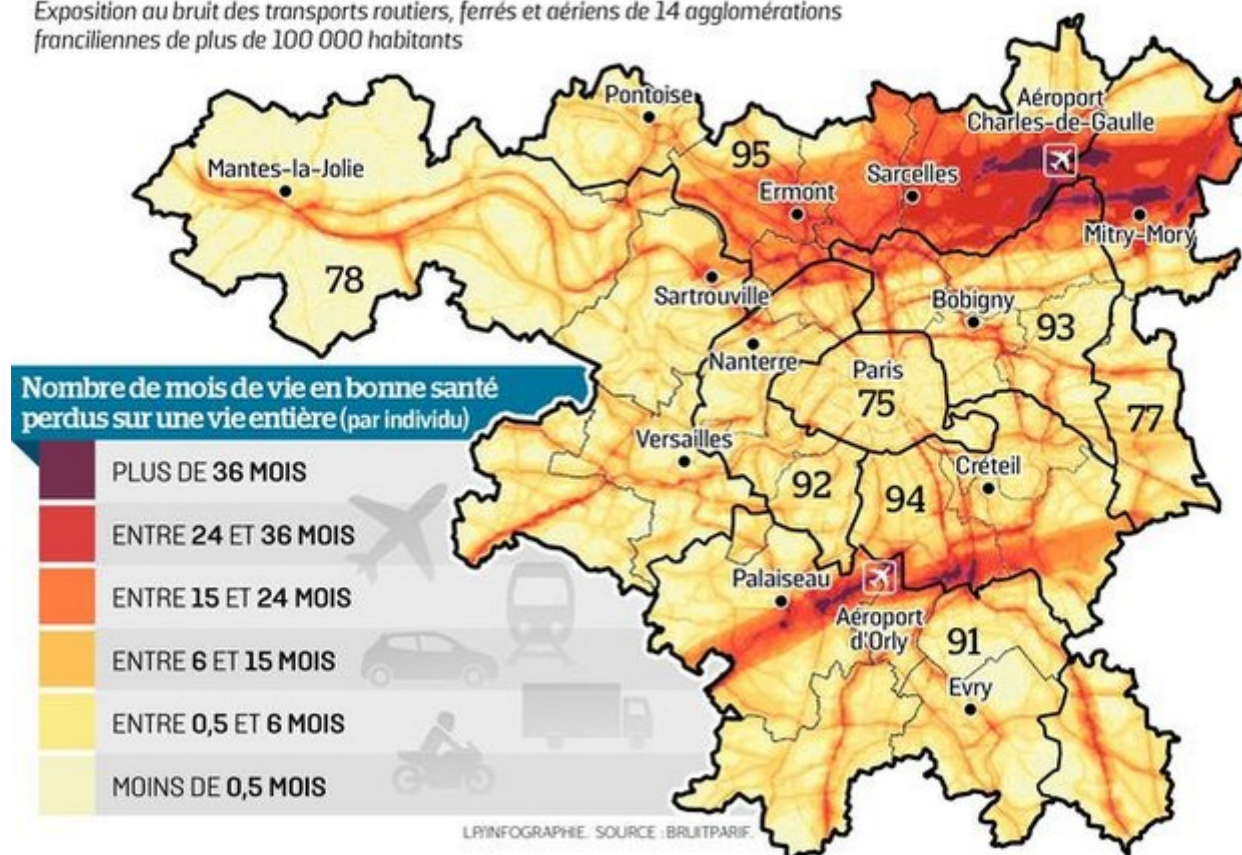 Exposition au bruit des transports routiers, ferrés et aériens de 14 agglomérations
franciliennes de plus de 100 000 habitants
Pontoise
Aéroport
Charles-de-Gaulle
95
Mantes-la-Jolie
Sarcelles
Ermont
Mitry-Mory
78
Sartrouville
Bobigny
93
Nanterre
Paris
75
77
Nombre de mois de vie en bonne santé
perdus sur une vie entière (par individu)
Versailles
Créteil
92
94
PLUS DE 36 MOIS
ENTRE 24 ET 36 MOIS
ENTRE 15 ET 24 MOIS
ENTRE 6 ET 15 MOIS
ENTRE 0,5 ET 6 MOIS
MOINS DE 0,5 MOIS
Palaiseau
Aéroport
d'Orly
91
Evry
LP/INFOGRAPHIE. SOURCE : BRUITPARIF.